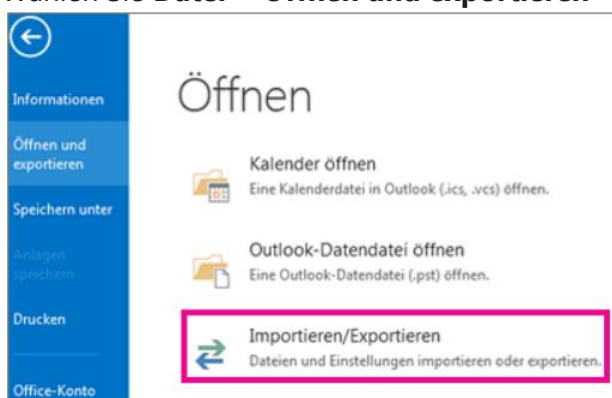 Wählen Sie Datei > Öffnen und exportieren
Informationen
Öffnen und
exportieren
Speichern unter
Anlagen
speichern
Drucken
Office-Konto
Öffnen
Kalender öffnen
Eine Kalenderdatei in Outlook (.ics, .vcs) öffnen.
Outlook-Datendatei öffnen
Eine Outlook-Datendatei (.pst) öffnen.
Importieren/Exportieren
Dateien und Einstellungen importieren oder exportieren.